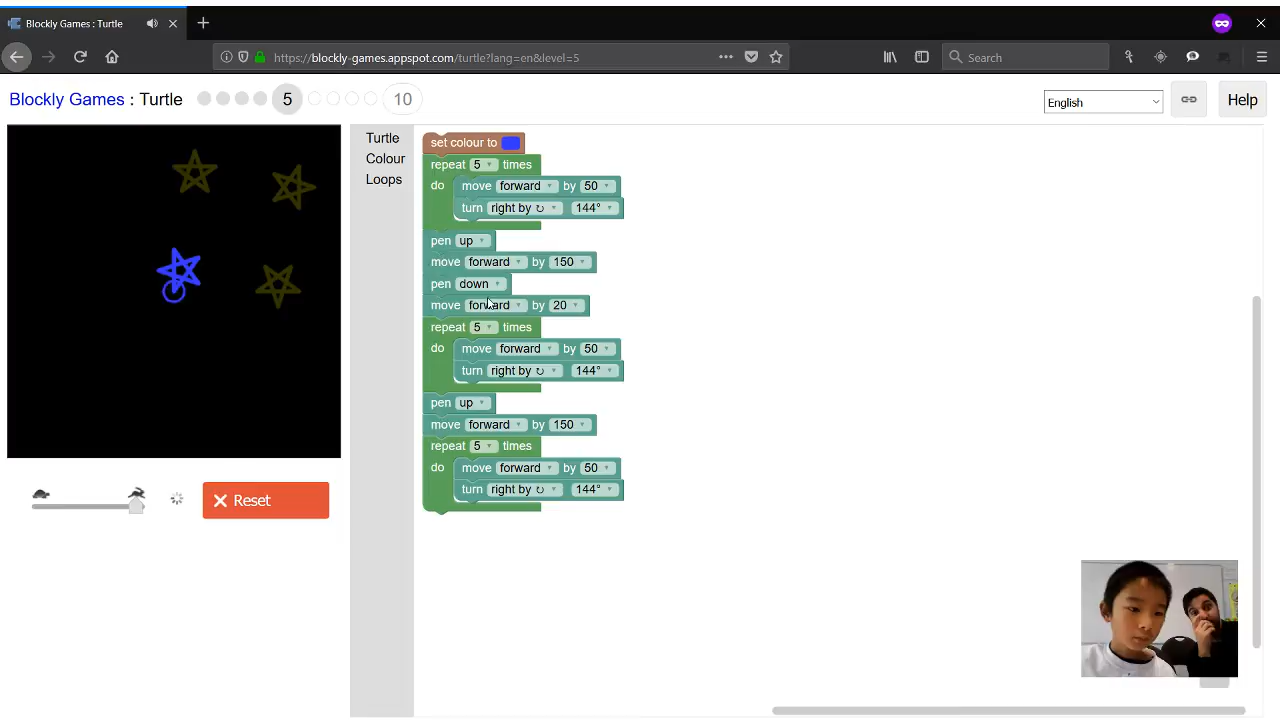 Blockly Games : Turtle
https://blockly-games.appspot.com/turtle?lang=en&level=5
Search
Blockly Games : Turtle
5
10
English
Help
Turtle
Colour
Loops
set colour to
repeat 5 times
do move forward by 50
turn right by ↻ 144°
pen up
move forward by 150
pen down
move forward by 20
repeat 5 times
do move forward by 50
turn right by ↻ 144°
pen up
move forward by 150
repeat 5 times
do move forward by 50
turn right by ↻ 144°
Reset